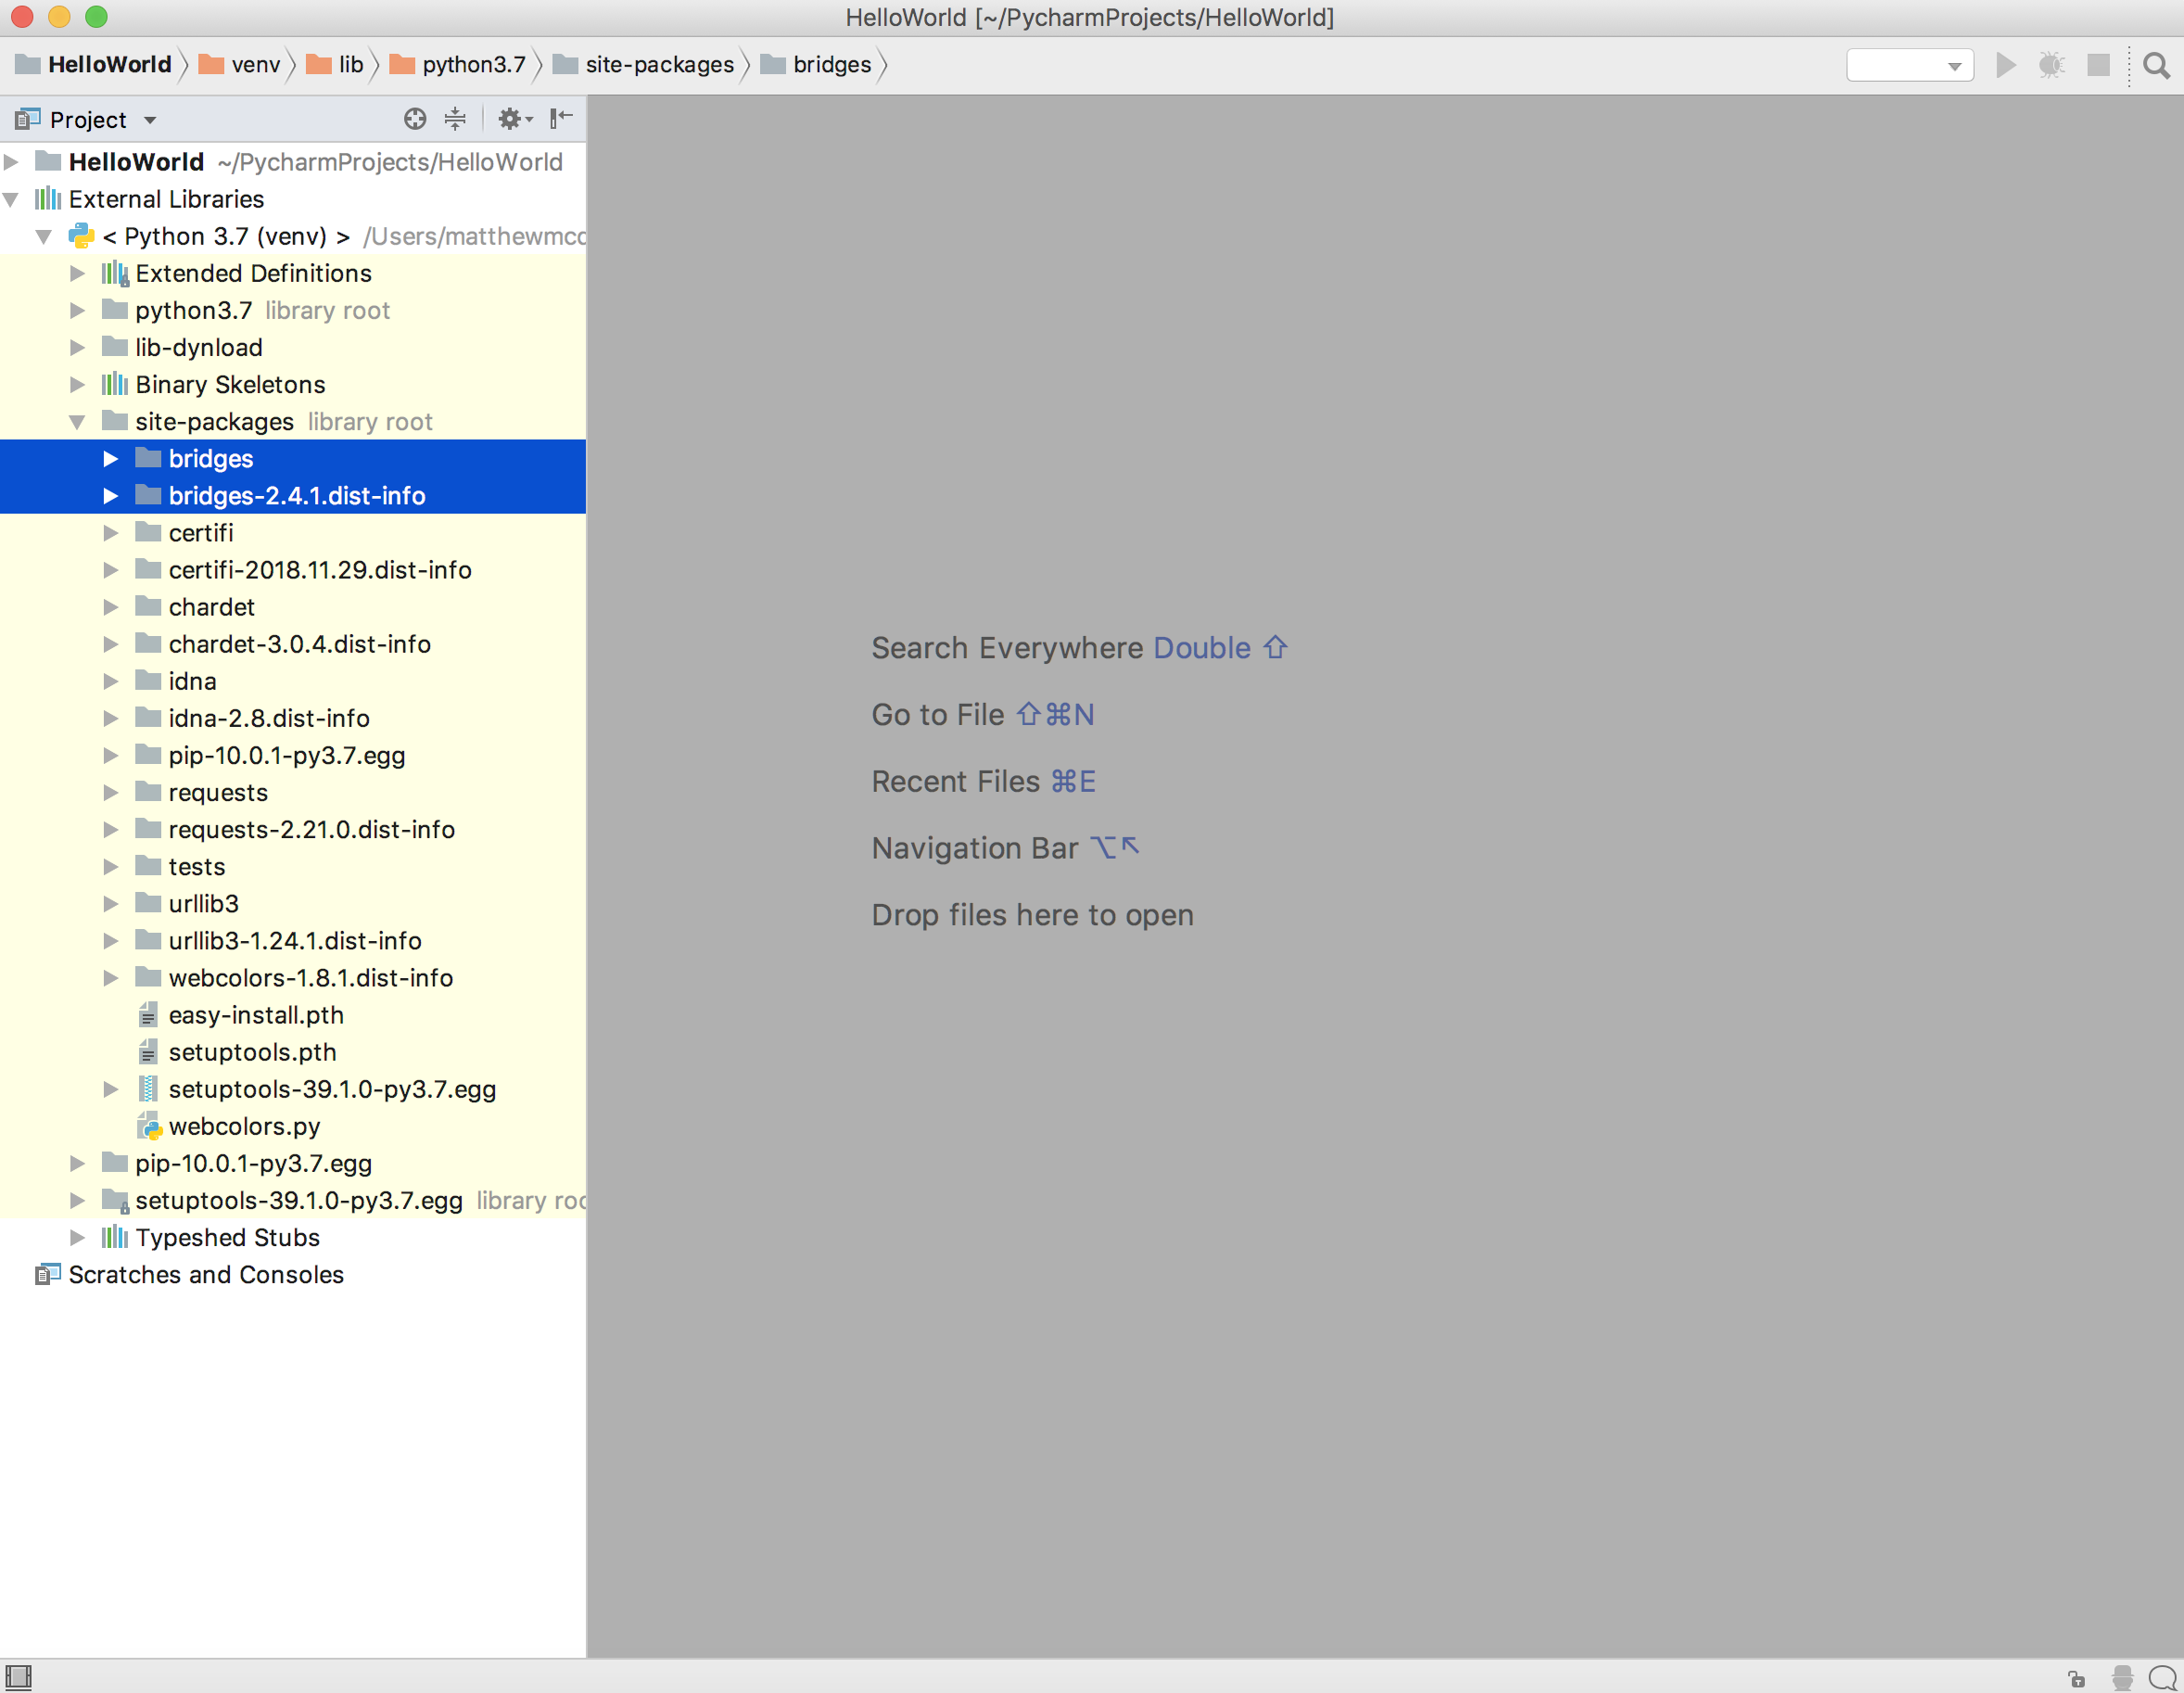 HelloWorld [~/PycharmProjects/HelloWorld]
HelloWorld venv lib python3.7 site-packages bridges
Project
HelloWorld ~/PycharmProjects/HelloWorld
External Libraries
< Python 3.7 (venv) > /Users/matthewmcc
Extended Definitions
python3.7 library root
lib-dynload
Binary Skeletons
site-packages library root
bridges
bridges-2.4.1.dist-info
certifi
certifi-2018.11.29.dist-info
chardet
chardet-3.0.4.dist-info
idna
idna-2.8.dist-info
pip-10.0.1-py3.7.egg
requests
requests-2.21.0.dist-info
tests
urllib3
urllib3-1.24.1.dist-info
webcolors-1.8.1.dist-info
easy-install.pth
setuptools.pth
setuptools-39.1.0-py3.7.egg
webcolors.py
pip-10.0.1-py3.7.egg
setuptools-39.1.0-py3.7.egg library roo
Typeshed Stubs
Scratches and Consoles
Search Everywhere Double ⇧
Go to File ⇧⌘N
Recent Files ⌘E
Navigation Bar ⌥↖
Drop files here to open